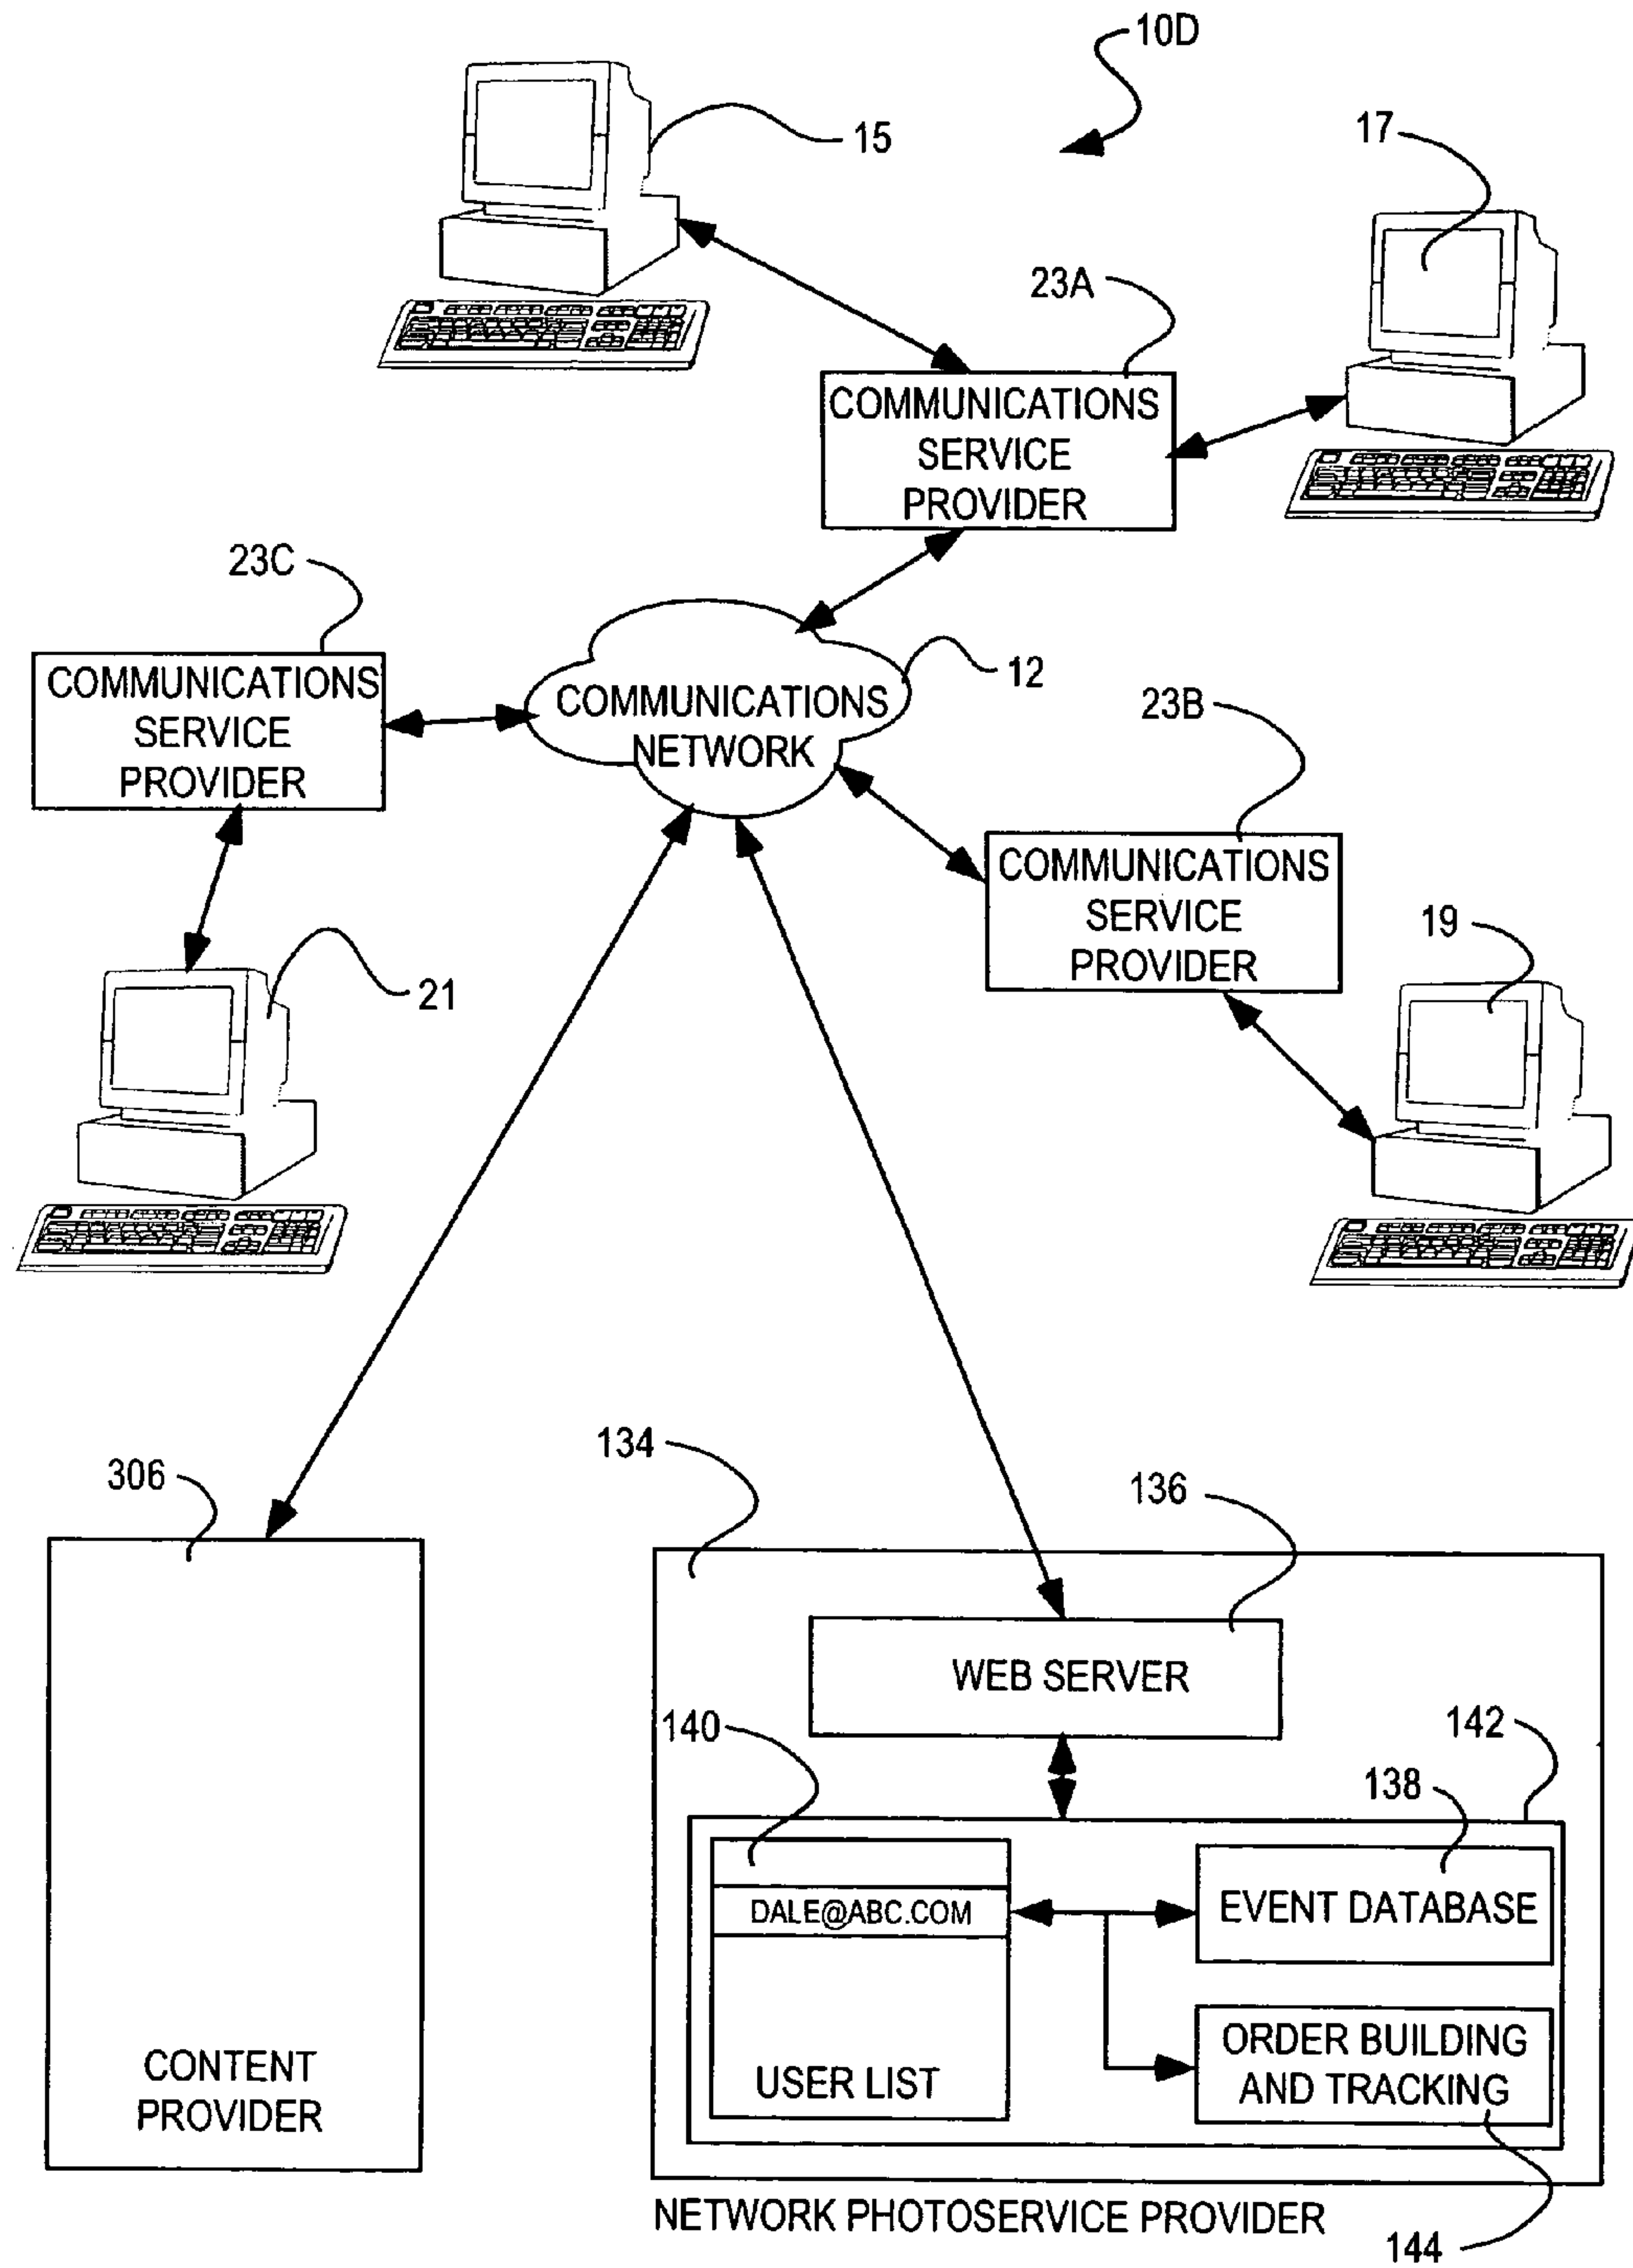 10D
15
17
23A
COMMUNICATIONS
SERVICE
PROVIDER
23C
COMMUNICATIONS
SERVICE
PROVIDER
12
COMMUNICATIONS
NETWORK
23B
COMMUNICATIONS
SERVICE
PROVIDER
19
21
134
306
136
WEB SERVER
140
142
138
DALE@ABC.COM
EVENT DATABASE
ORDER BUILDING
AND TRACKING
USER LIST
CONTENT
PROVIDER
NETWORK PHOTOSERVICE PROVIDER
144